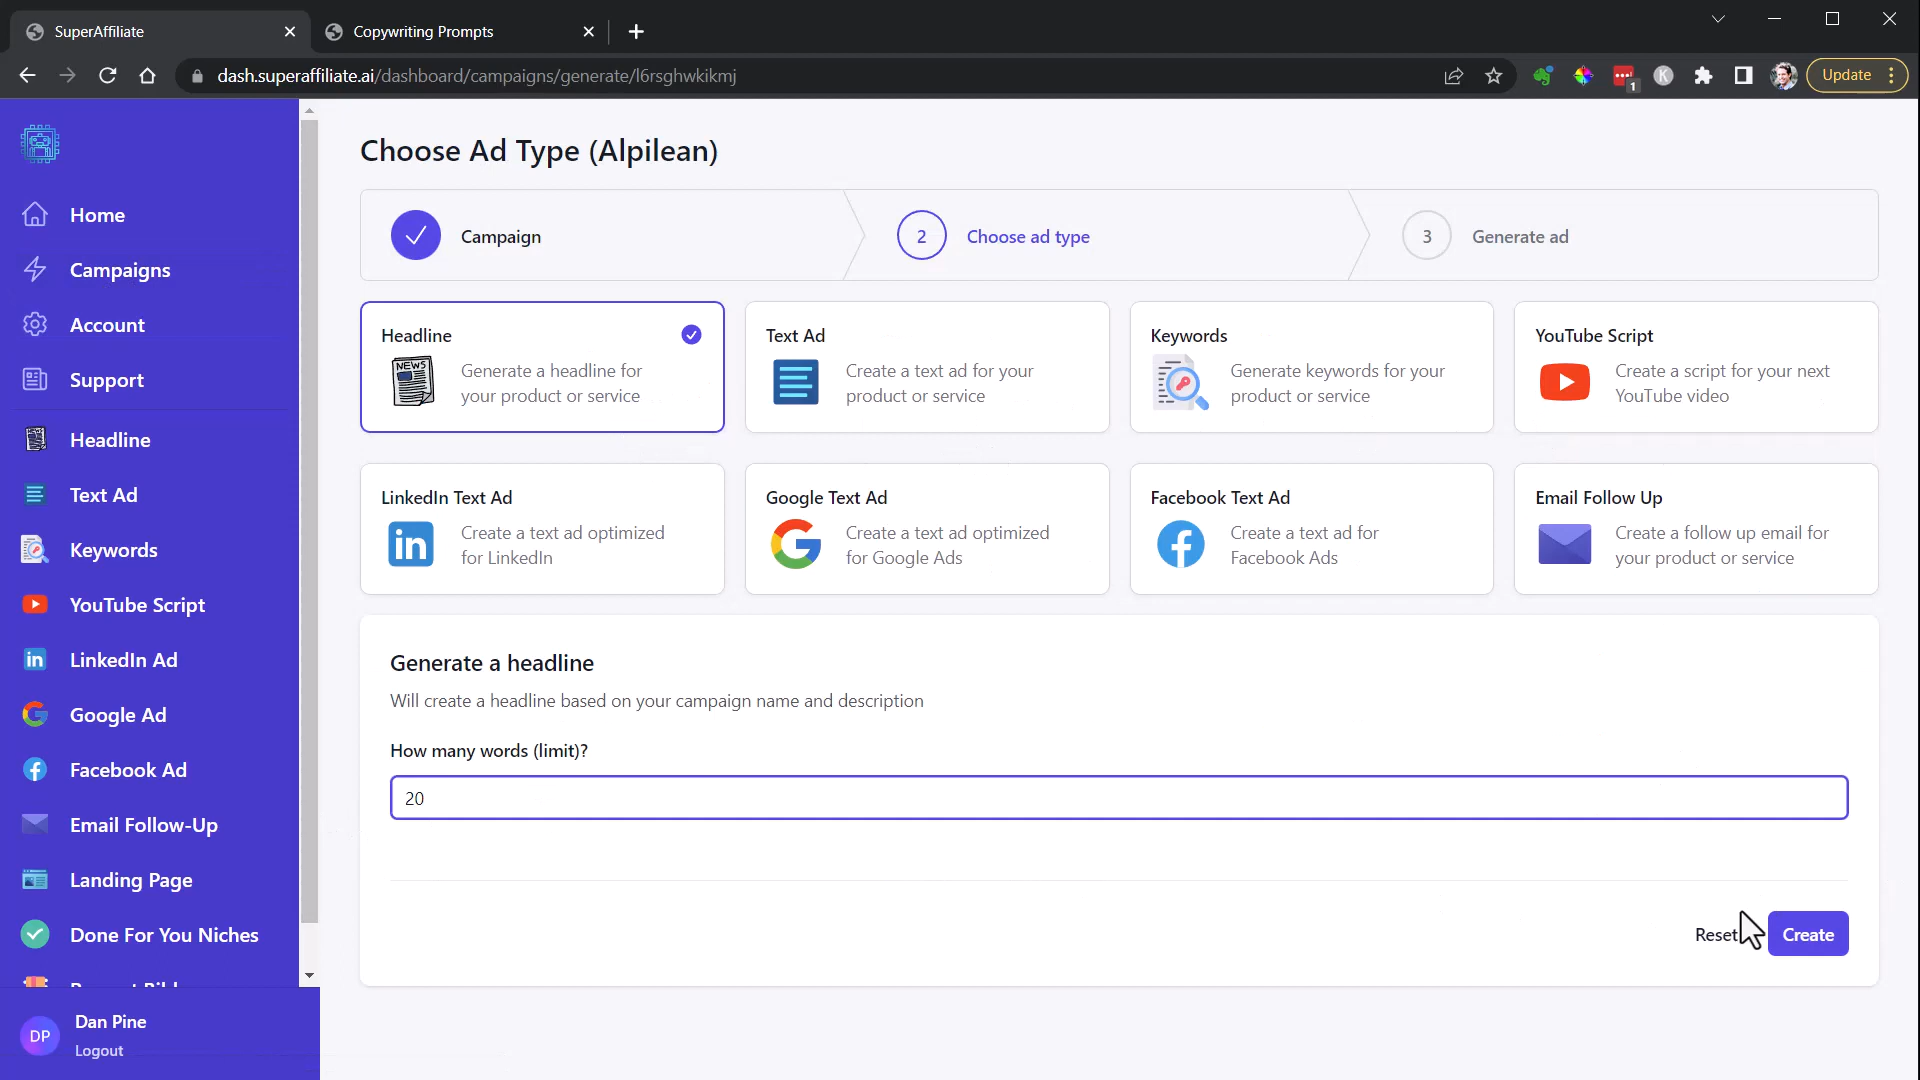 SuperAffiliate
Copywriting Prompts
dash.superaffiliate.ai/dashboard/campaigns/generate/l6rsghwkikmj
1
K
Update
Home
Campaigns
Account
Support
Headline
Text Ad
Keywords
YouTube Script
LinkedIn Ad
Google Ad
Facebook Ad
Email Follow-Up
Landing Page
Done For You Niches
DP
Dan Pine
Logout
Choose Ad Type (Alpilean)
Campaign
2
Choose ad type
3
Generate ad
Headline
NEWS
Generate a headline for
your product or service
Text Ad
Create a text ad for your
product or service
Keywords
Generate keywords for your
product or service
YouTube Script
Create a script for your next
YouTube video
LinkedIn Text Ad
in
Create a text ad optimized
for LinkedIn
Google Text Ad
Create a text ad optimized
for Google Ads
Facebook Text Ad
Create a text ad for
Facebook Ads
Email Follow Up
Create a follow up email for
your product or service
Generate a headline
Will create a headline based on your campaign name and description
How many words (limit)?
20
Reset
Create